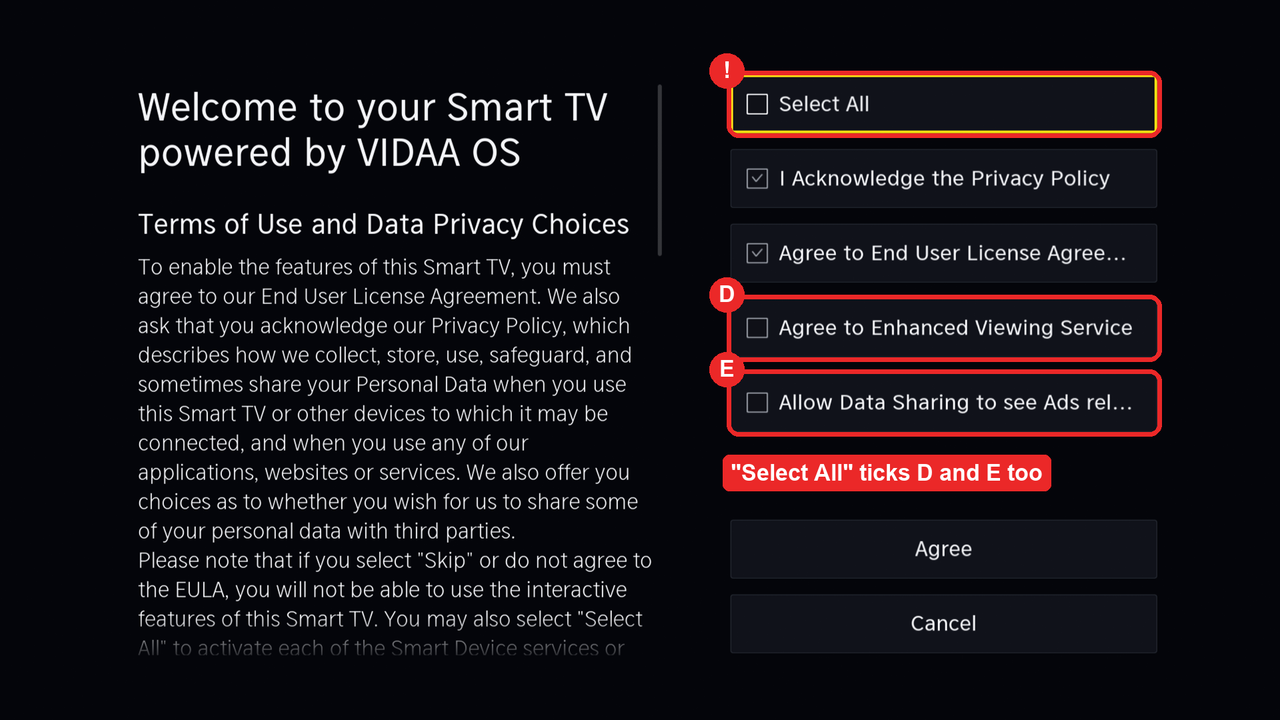 Welcome to your Smart TV
powered by VIDAA OS
Terms of Use and Data Privacy Choices
To enable the features of this Smart TV, you must
agree to our End User License Agreement. We also
ask that you acknowledge our Privacy Policy, which
describes how we collect, store, use, safeguard, and
sometimes share your Personal Data when you use
this Smart TV or other devices to which it may be
connected, and when you use any of our
applications, websites or services. We also offer you
choices as to whether you wish for us to share some
of your personal data with third parties.
Please note that if you select "Skip" or do not agree to
the EULA, you will not be able to use the interactive
features of this Smart TV. You may also select "Select
All" to activate each of the Smart Device services or
!
Select All
I Acknowledge the Privacy Policy
Agree to End User License Agree...
D
Agree to Enhanced Viewing Service
E
Allow Data Sharing to see Ads rel...
"Select All" ticks D and E too
Agree
Cancel